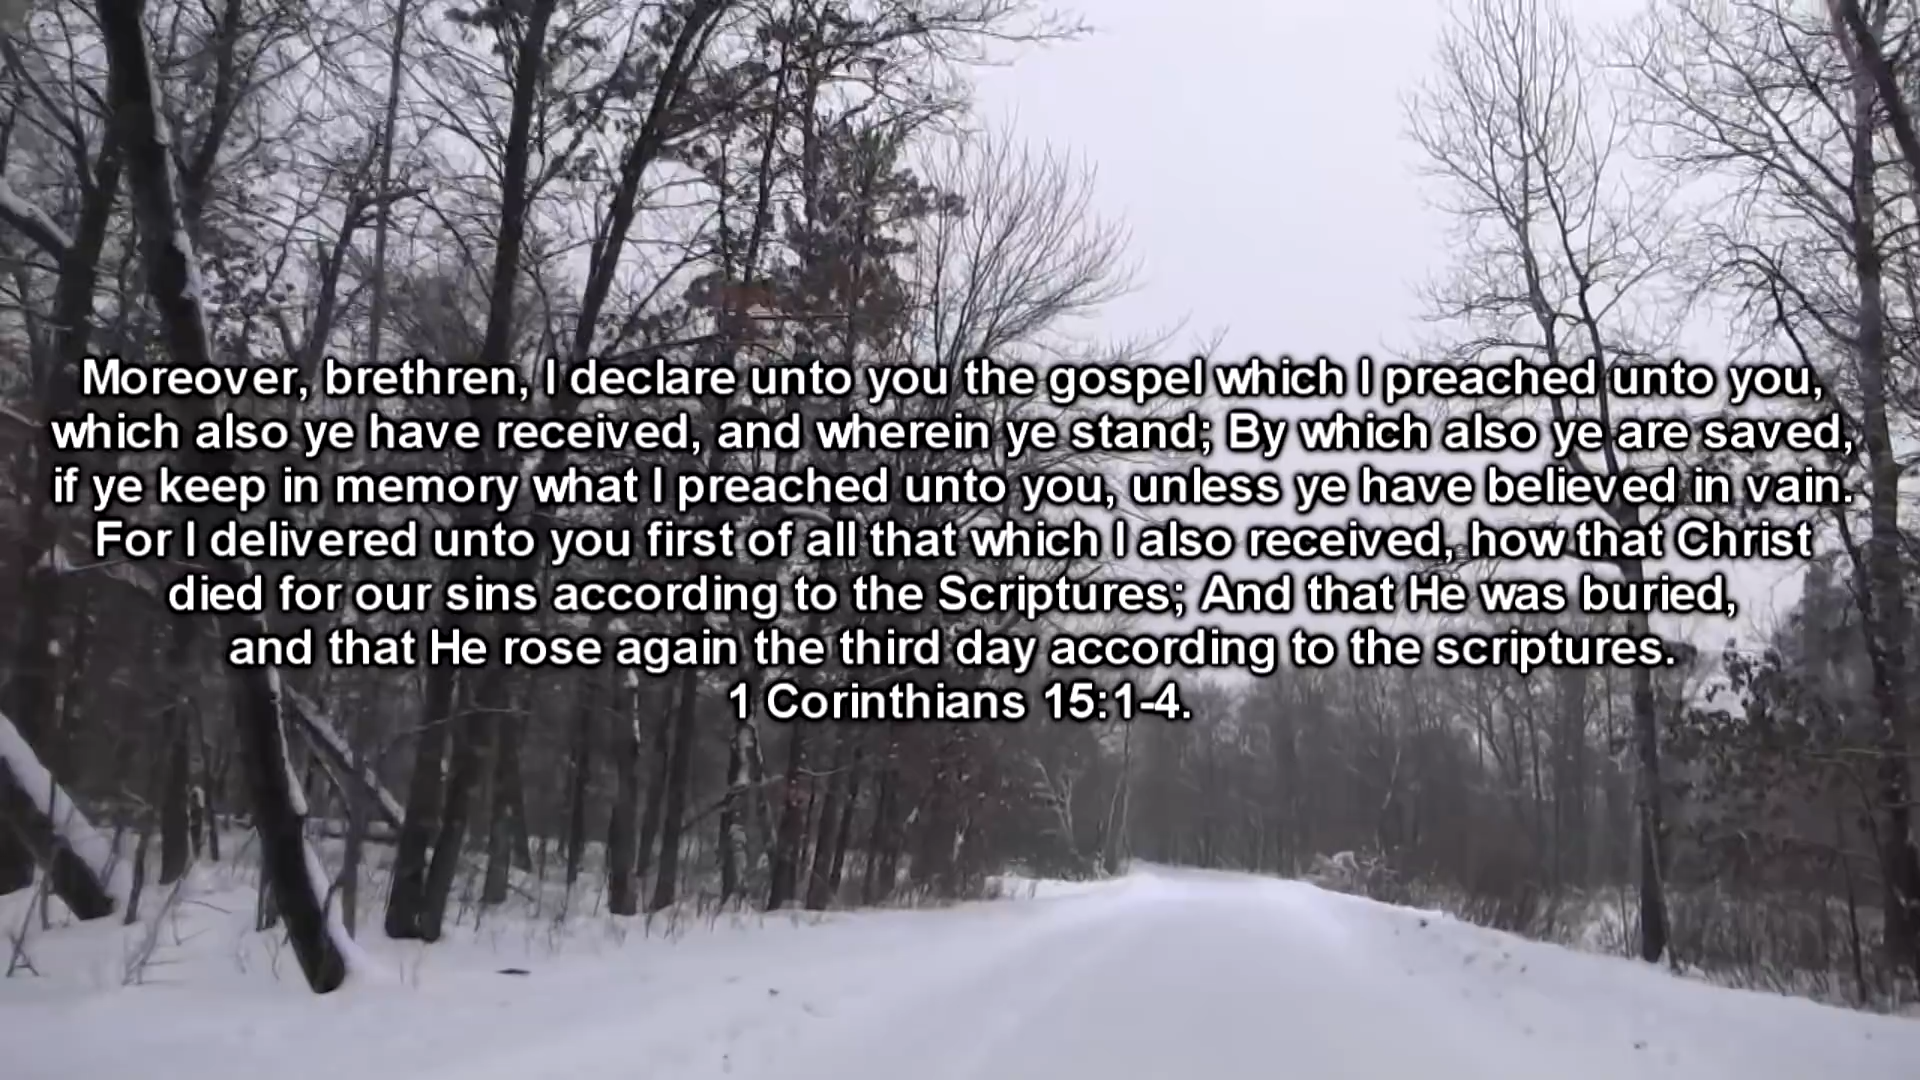 Moreover, brethren, I declare unto you the gospel which I preached unto you,
which also ye have received, and wherein ye stand; By which also ye are saved,
if ye keep in memory what I preached unto you, unless ye have believed in vain.
For I delivered unto you first of all that which I also received, how that Christ
died for our sins according to the Scriptures; And that He was buried,
and that He rose again the third day according to the scriptures.
1 Corinthians 15:1-4.